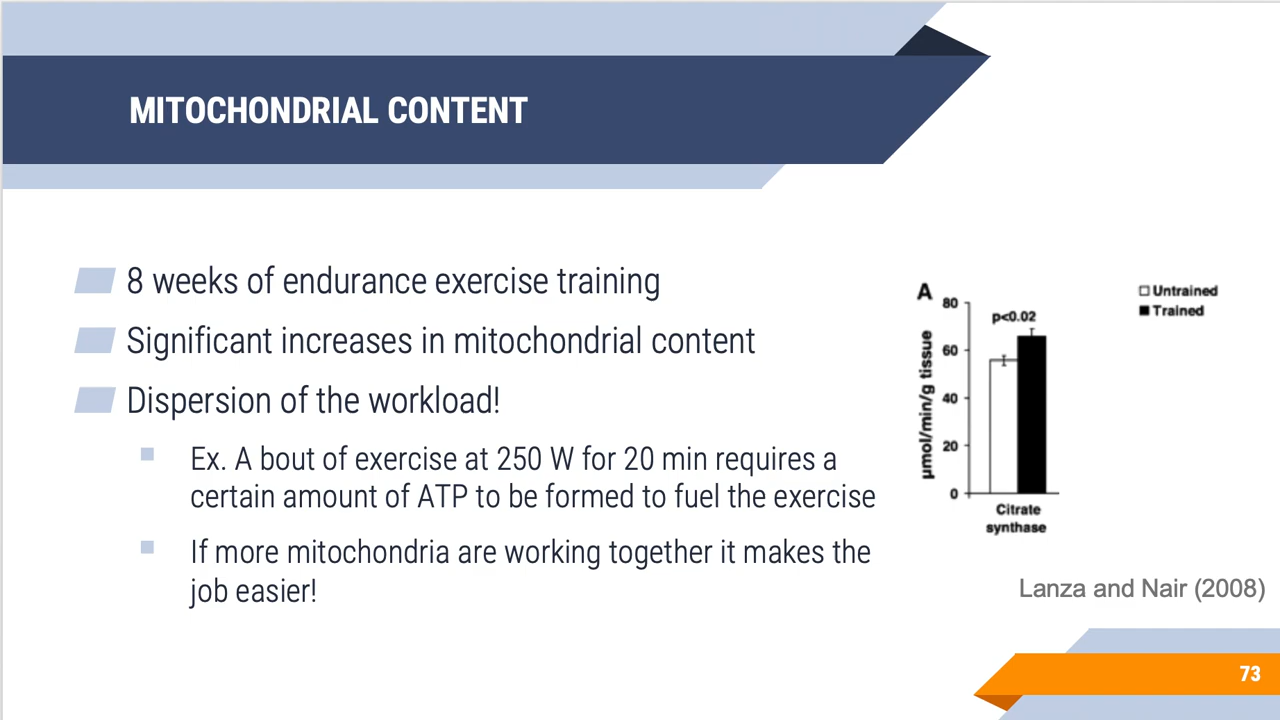 MITOCHONDRIAL CONTENT
8 weeks of endurance exercise training
Significant increases in mitochondrial content
Dispersion of the workload!
Ex. A bout of exercise at 250 W for 20 min requires a
certain amount of ATP to be formed to fuel the exercise
If more mitochondria are working together it makes the
job easier!
A
Untrained
Trained
p<0.02
80
60
40
20
0
µmol/min/g tissue
Citrate
synthase
Lanza and Nair (2008)
73